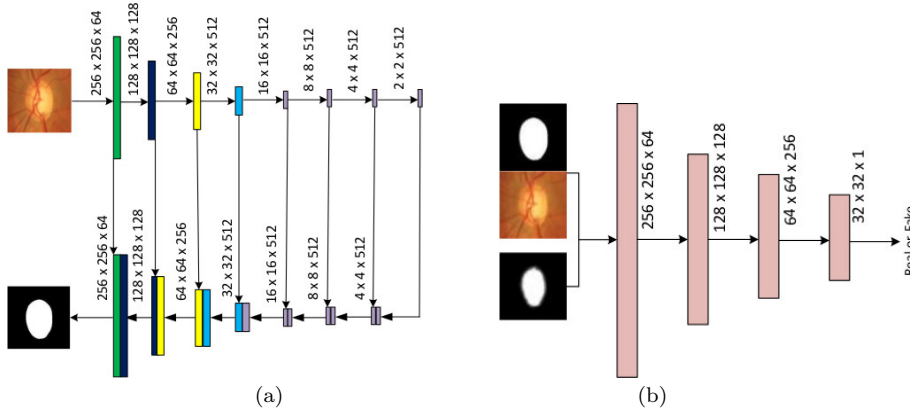 256 x 256 x 64
128 x 128 x 128
64 x 64 x 256
32 x 32 x 512
16 x 16 x 512
8 x 8 x 512
4 x 4 x 512
2 x 2 x 512
256 x 256 x 64
128 x 128 x 128
64 x 64 x 256
32 x 32 x 512
16 x 16 x 512
8 x 8 x 512
4 x 4 x 512
(a)
256 x 256 x 64
128 x 128 x 128
64 x 64 x 256
32 x 32 x 1
Real or Fake
(b)